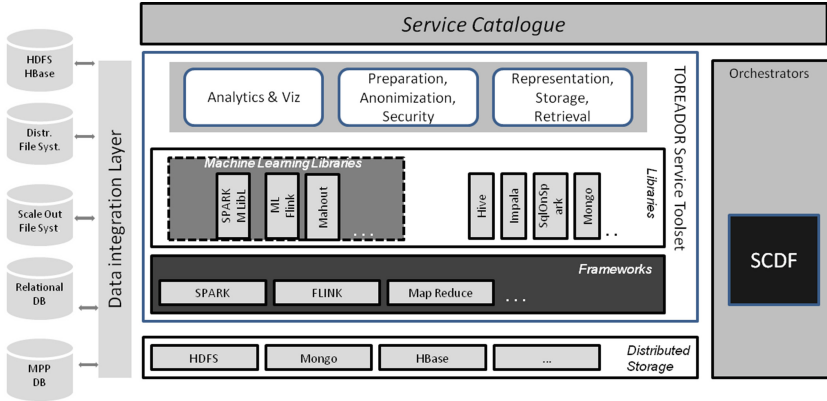 Service Catalogue
HDFS
HBase
Distr.
File Syst.
Scale Out
File Syst
Relational
DB
MPP
DB
Data integration Layer
TOREADOR Service Toolset
Analytics & Viz
Preparation,
Anonimization,
Security
Representation,
Storage,
Retrieval
Machine Learning Libraries
SPARK
M LibL
ML
Flink
Mahout
. . .
Hive
Impala
SqlOnSp
ark
Mongo
. .
Libraries
Frameworks
SPARK
FLINK
Map Reduce
. . .
HDFS
Mongo
HBase
...
Distributed
Storage
Orchestrators
SCDF